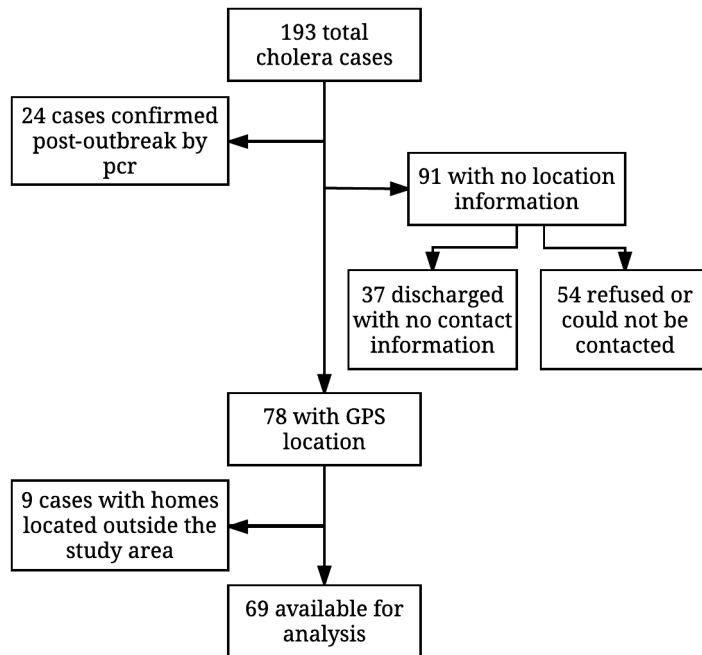 193 total
cholera cases
24 cases confirmed
post-outbreak by
pcr
91 with no location
information
37 discharged
with no contact
information
54 refused or
could not be
contacted
78 with GPS
location
9 cases with homes
located outside the
study area
69 available for
analysis